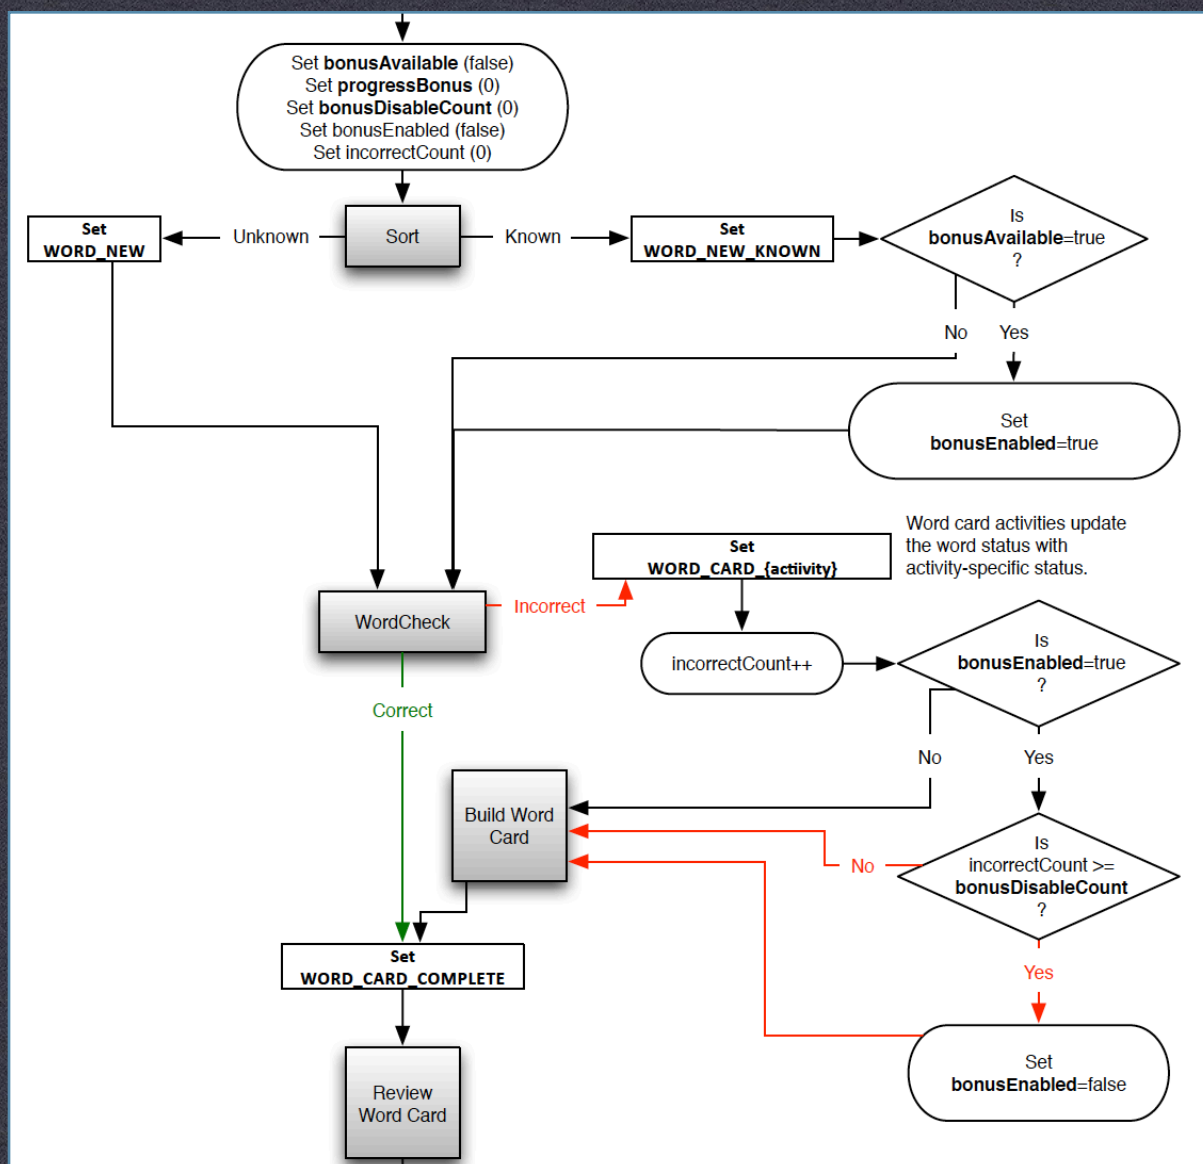 Set bonusAvailable (false)
Set progressBonus (0)
Set bonusDisableCount (0)
Set bonusEnabled (false)
Set incorrectCount (0)
Set
WORD_NEW
Unknown
Sort
Known
Set
WORD_NEW_KNOWN
Is
bonusAvailable=true
?
No
Yes
Set
bonusEnabled=true
Word card activities update
the word status with
activity-specific status.
Set
WORD_CARD_{actiivity}
WordCheck
Incorrect
incorrectCount++
Is
bonusEnabled=true
?
Correct
No
Yes
Build Word
Card
No
Is
incorrectCount >=
bonusDisableCount
?
Set
WORD_CARD_COMPLETE
Yes
Review
Word Card
Set
bonusEnabled=false